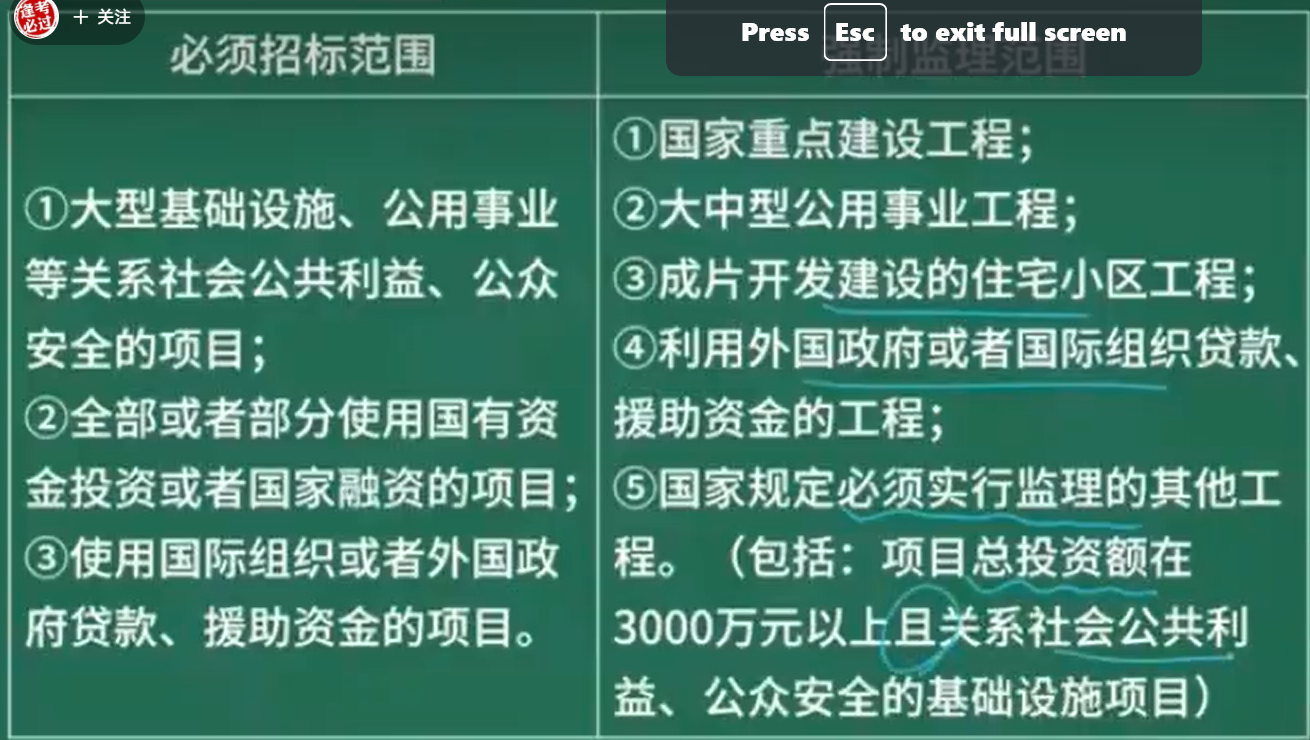 逢考
必过
+ 关注
Press Esc to exit full screen
必须招标范围
强制监理范围
①大型基础设施、公用事业
等关系社会公共利益、公众
安全的项目；
②全部或者部分使用国有资
金投资或者国家融资的项目；
③使用国际组织或者外国政
府贷款、援助资金的项目。
①国家重点建设工程；
②大中型公用事业工程；
③成片开发建设的住宅小区工程；
④利用外国政府或者国际组织贷款、
援助资金的工程；
⑤国家规定必须实行监理的其他工
程。（包括：项目总投资额在
3000万元以上且关系社会公共利
益、公众安全的基础设施项目）